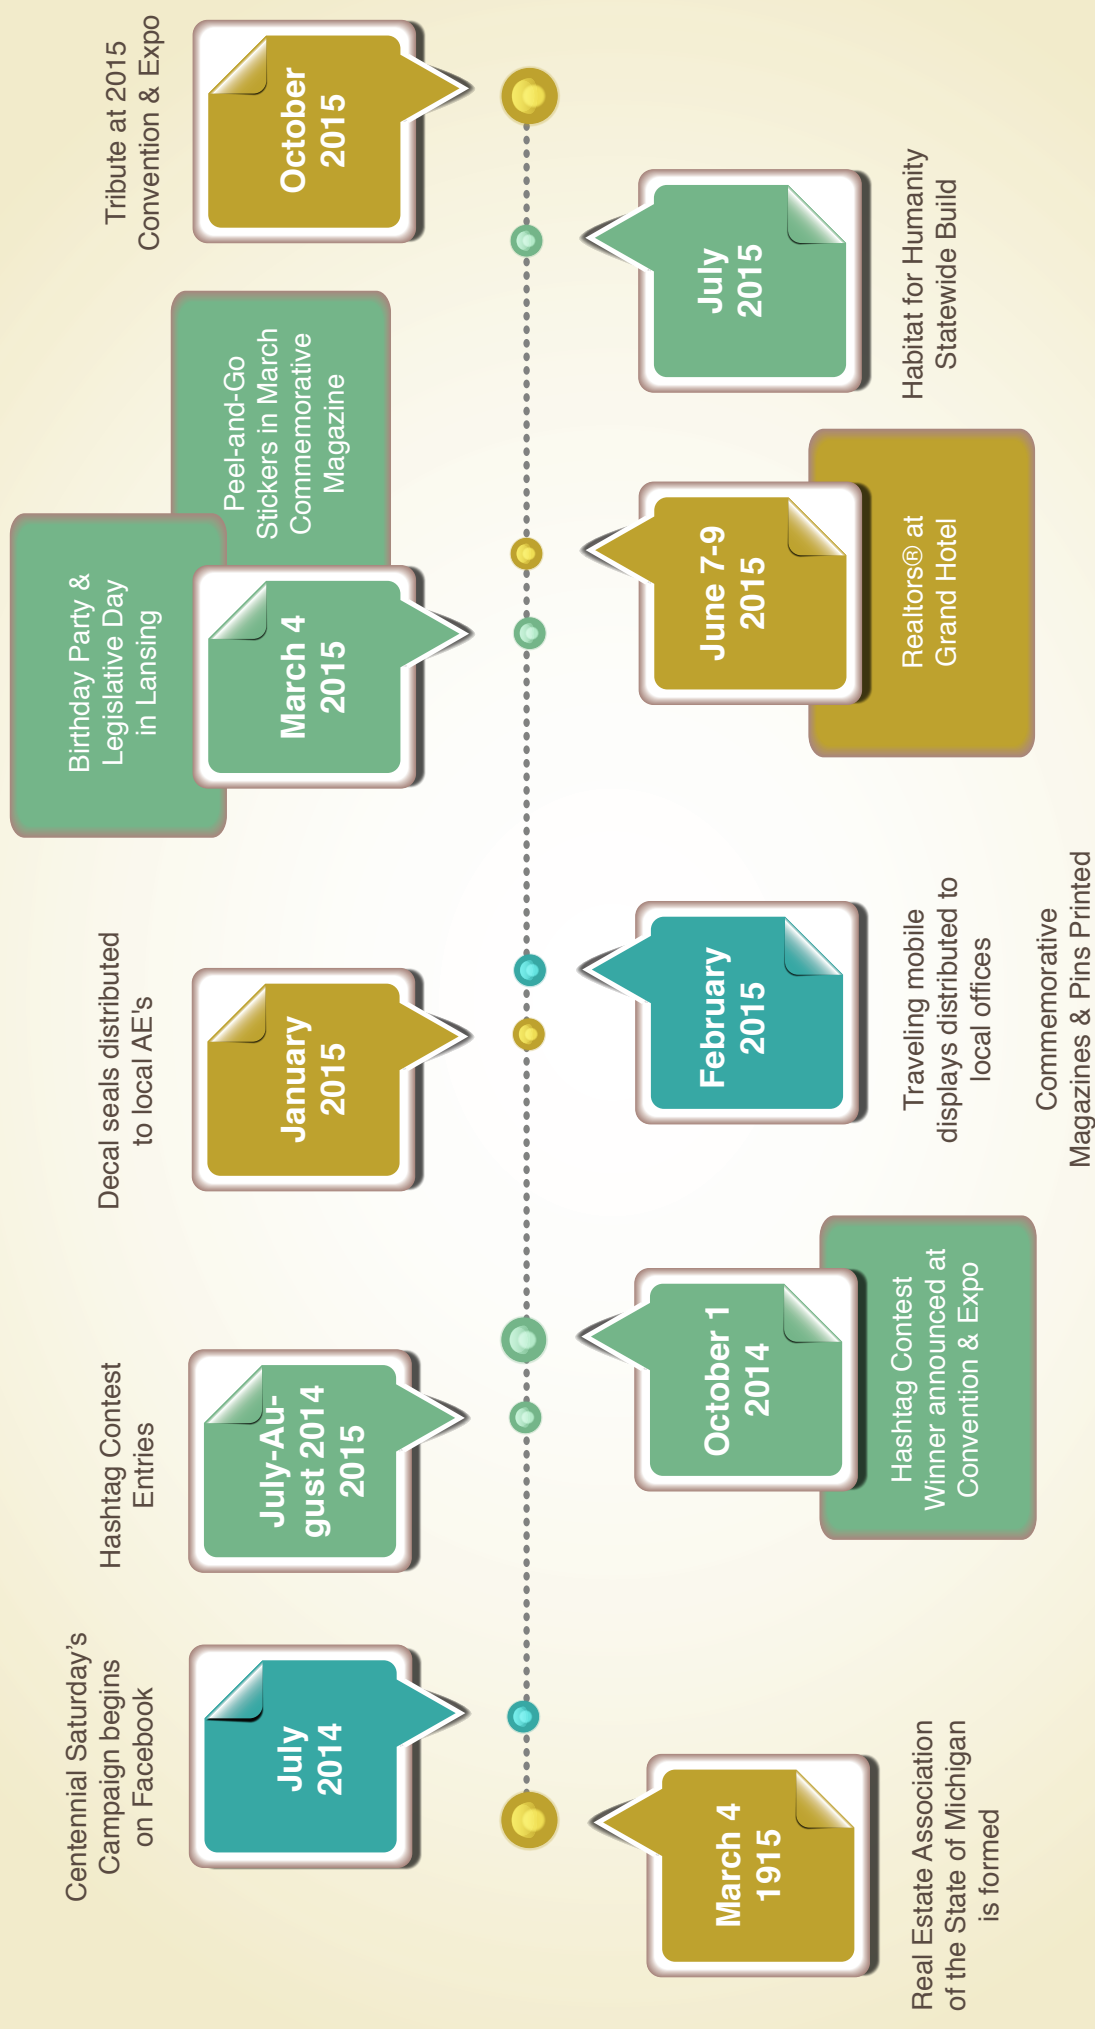 March 4
1915
Real Estate Association
of the State of Michigan
is formed
Centennial Saturday’s
Campaign begins
on Facebook
July
2014
Hashtag Contest
Entries
July-Au-
gust 2014
2015
October 1
2014
Hashtag Contest
Winner announced at
Convention & Expo
Decal seals distributed
to local AE's
January
2015
February
2015
Traveling mobile
displays distributed to
local offices
Commemorative
Magazines & Pins Printed
Birthday Party &
Legislative Day
in Lansing
March 4
2015
Peel-and-Go
Stickers in March
Commemorative
Magazine
June 7-9
2015
Realtors® at
Grand Hotel
July
2015
Habitat for Humanity
Statewide Build
Tribute at 2015
Convention & Expo
October
2015